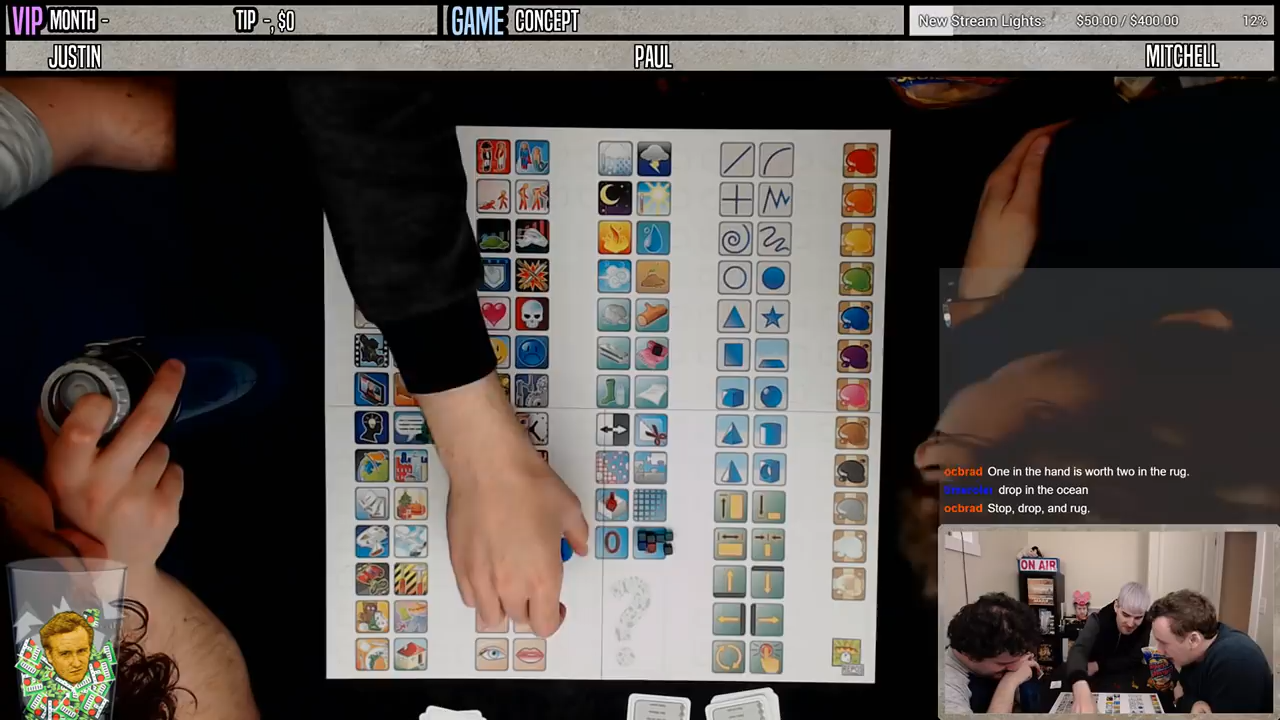 VIP MONTH -
TIP -, $0
GAME CONCEPT
New Stream Lights: $50.00 / $400.00 12%
JUSTIN
PAUL
MITCHELL
?
ocbrad One in the hand is worth two in the rug.
drop in the ocean
ocbrad Stop, drop, and rug.
ON AIR